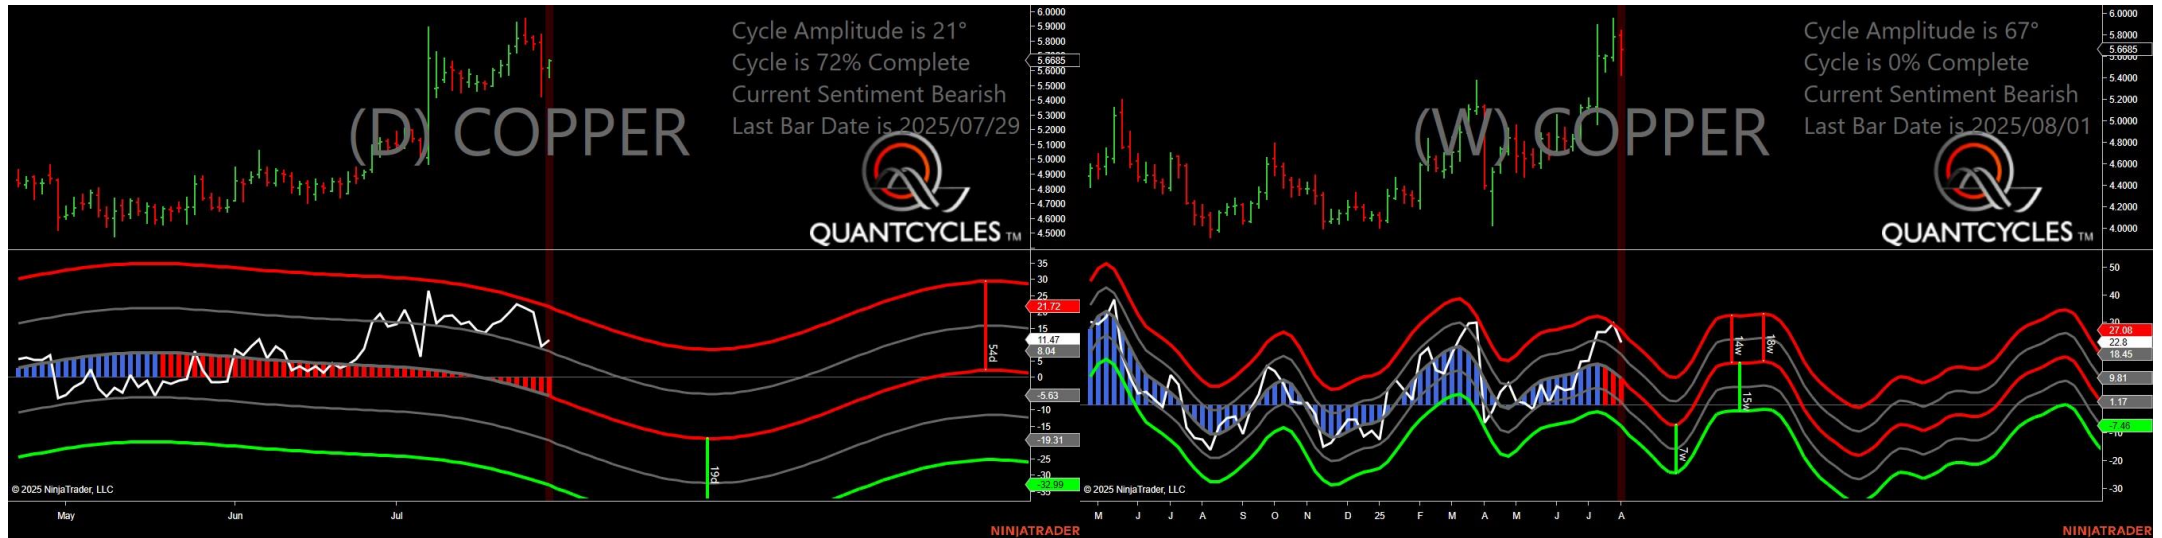 Cycle Amplitude is 21°
Cycle is 72% Complete
Current Sentiment Bearish
Last Bar Date is 2025/07/29
(D) COPPER
QUANTCYCLES TM
6.0000
5.9000
5.8000
5.6685
5.6000
5.5000
5.4000
5.3000
5.2000
5.1000
5.0000
4.9000
4.8000
4.7000
4.6000
4.5000
35
30
25
21.72
15
11.47
8.04
5
0
-5.63
-10
-15
-19.31
-25
-30
-32.99
-35
54d
19d
© 2025 NinjaTrader, LLC
May Jun Jul
NINJATRADER
Cycle Amplitude is 67°
Cycle is 0% Complete
Current Sentiment Bearish
Last Bar Date is 2025/08/01
(W) COPPER
QUANTCYCLES TM
6.0000
5.8000
5.6685
5.6000
5.4000
5.2000
5.0000
4.8000
4.6000
4.4000
4.2000
4.0000
50
40
30
27.08
22.8
18.45
9.81
1.17
-7.46
-10
-20
-30
14w
18w
15w
7w
© 2025 NinjaTrader, LLC
M J J A S O N D 25 F M A M J J A
NINJATRADER